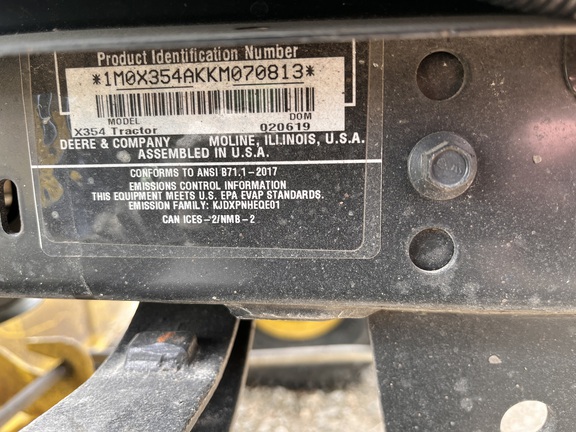 Product Identification Number
*1M0X354AKKM070813*
MODEL DOM
X354 Tractor 020619
DEERE & COMPANY MOLINE, ILLINOIS, U.S.A.
ASSEMBLED IN U.S.A.
CONFORMS TO ANSI B71.1-2017
EMISSIONS CONTROL INFORMATION
THIS EQUIPMENT MEETS U.S. EPA EVAP STANDARDS.
EMISSION FAMILY: KJDXPNHEQE01
CAN ICES-2/NMB-2